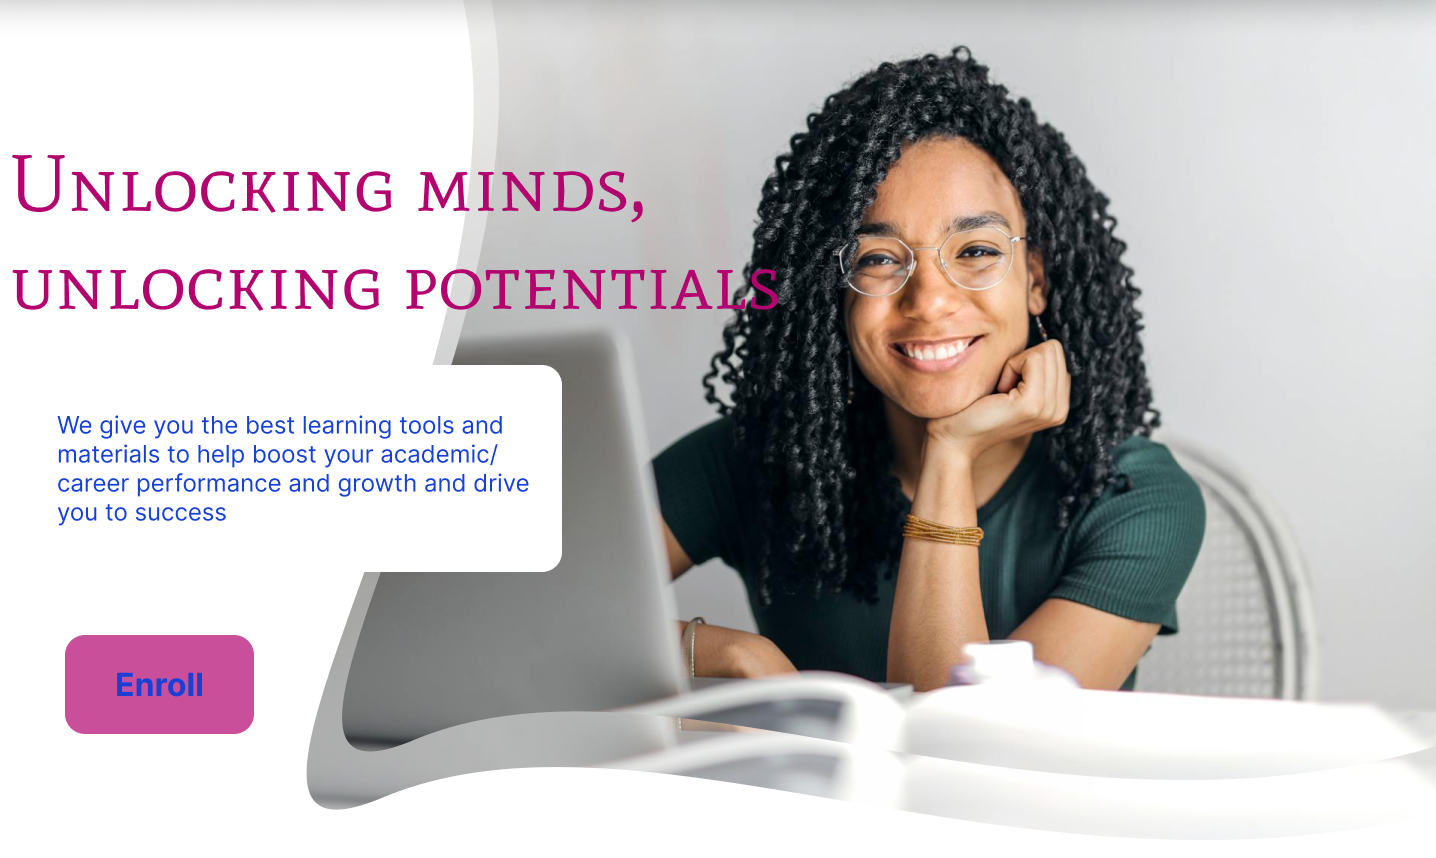 Unlocking minds,
unlocking potentials
We give you the best learning tools and
materials to help boost your academic/
career performance and growth and drive
you to success
Enroll